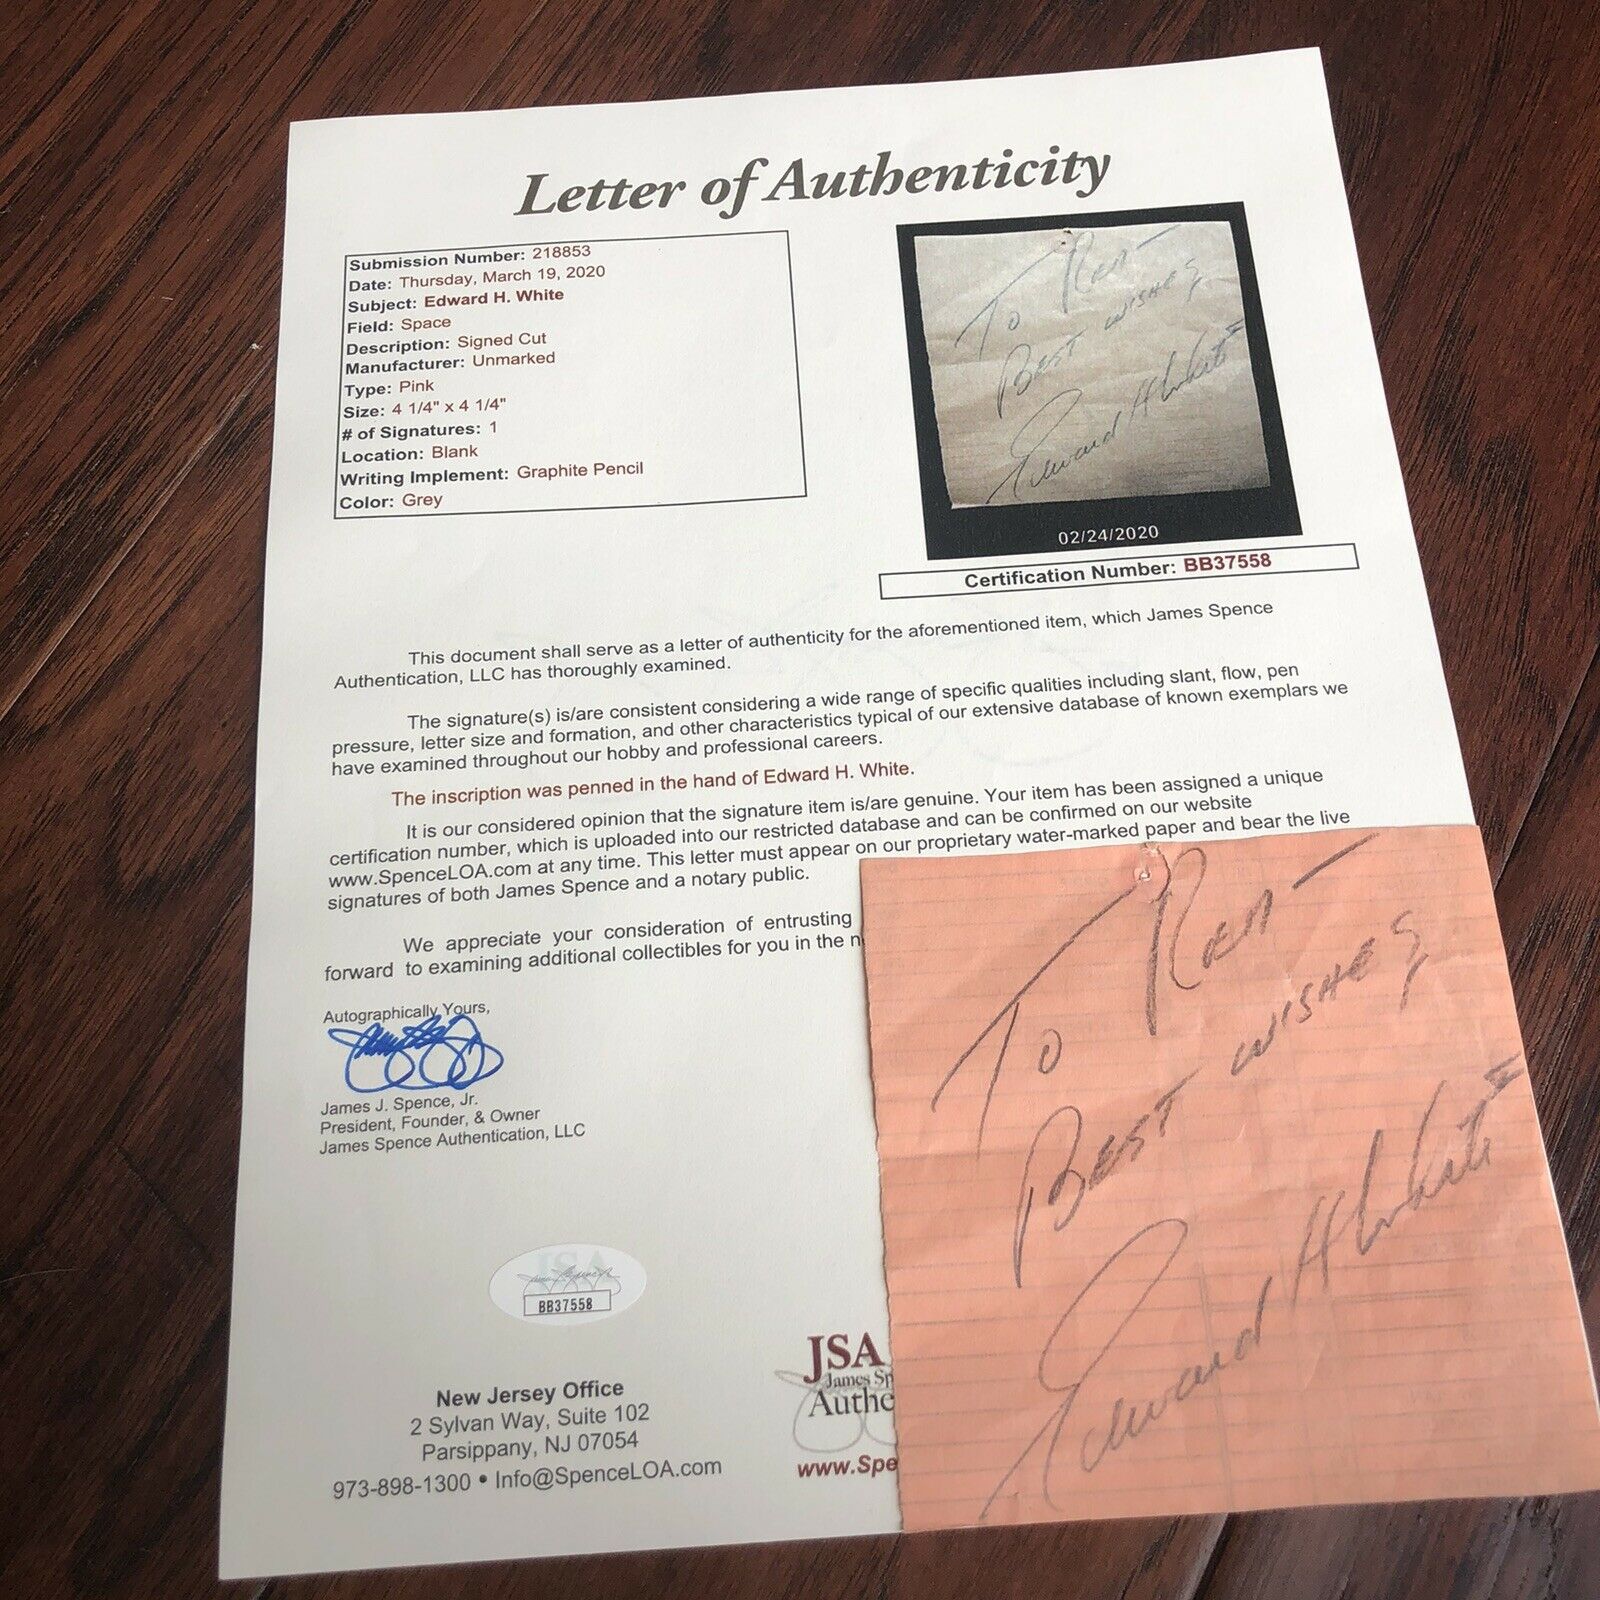 Letter of Authenticity
Submission Number: 218853
Date: Thursday, March 19, 2020
Subject: Edward H. White
Field: Space
Description: Signed Cut
Manufacturer: Unmarked
Type: Pink
Size: 4 1/4" x 4 1/4"
# of Signatures: 1
Location: Blank
Writing Implement: Graphite Pencil
Color: Grey
To
BEST WISHES
Edward H White II
02/24/2020
Certification Number: BB37558
This document shall serve as a letter of authenticity for the aforementioned item, which James Spence
Authentication, LLC has thoroughly examined.
The signature(s) is/are consistent considering a wide range of specific qualities including slant, flow, pen
pressure, letter size and formation, and other characteristics typical of our extensive database of known exemplars we
have examined throughout our hobby and professional careers.
The inscription was penned in the hand of Edward H. White.
It is our considered opinion that the signature item is/are genuine. Your item has been assigned a unique
certification number, which is uploaded into our restricted database and can be confirmed on our website
www.SpenceLOA.com at any time. This letter must appear on our proprietary water-marked paper and bear the live
signatures of both James Spence and a notary public.
We appreciate your consideration of entrusting
forward to examining additional collectibles for you in the n
Autographically Yours,
James J. Spence, Jr.
President, Founder, & Owner
James Spence Authentication, LLC
JSA
BB37558
New Jersey Office
2 Sylvan Way, Suite 102
Parsippany, NJ 07054
973-898-1300 • Info@SpenceLOA.com
JSA
James Sp
Authe
www.Spe
To
BEST WISHES
Edward H White II